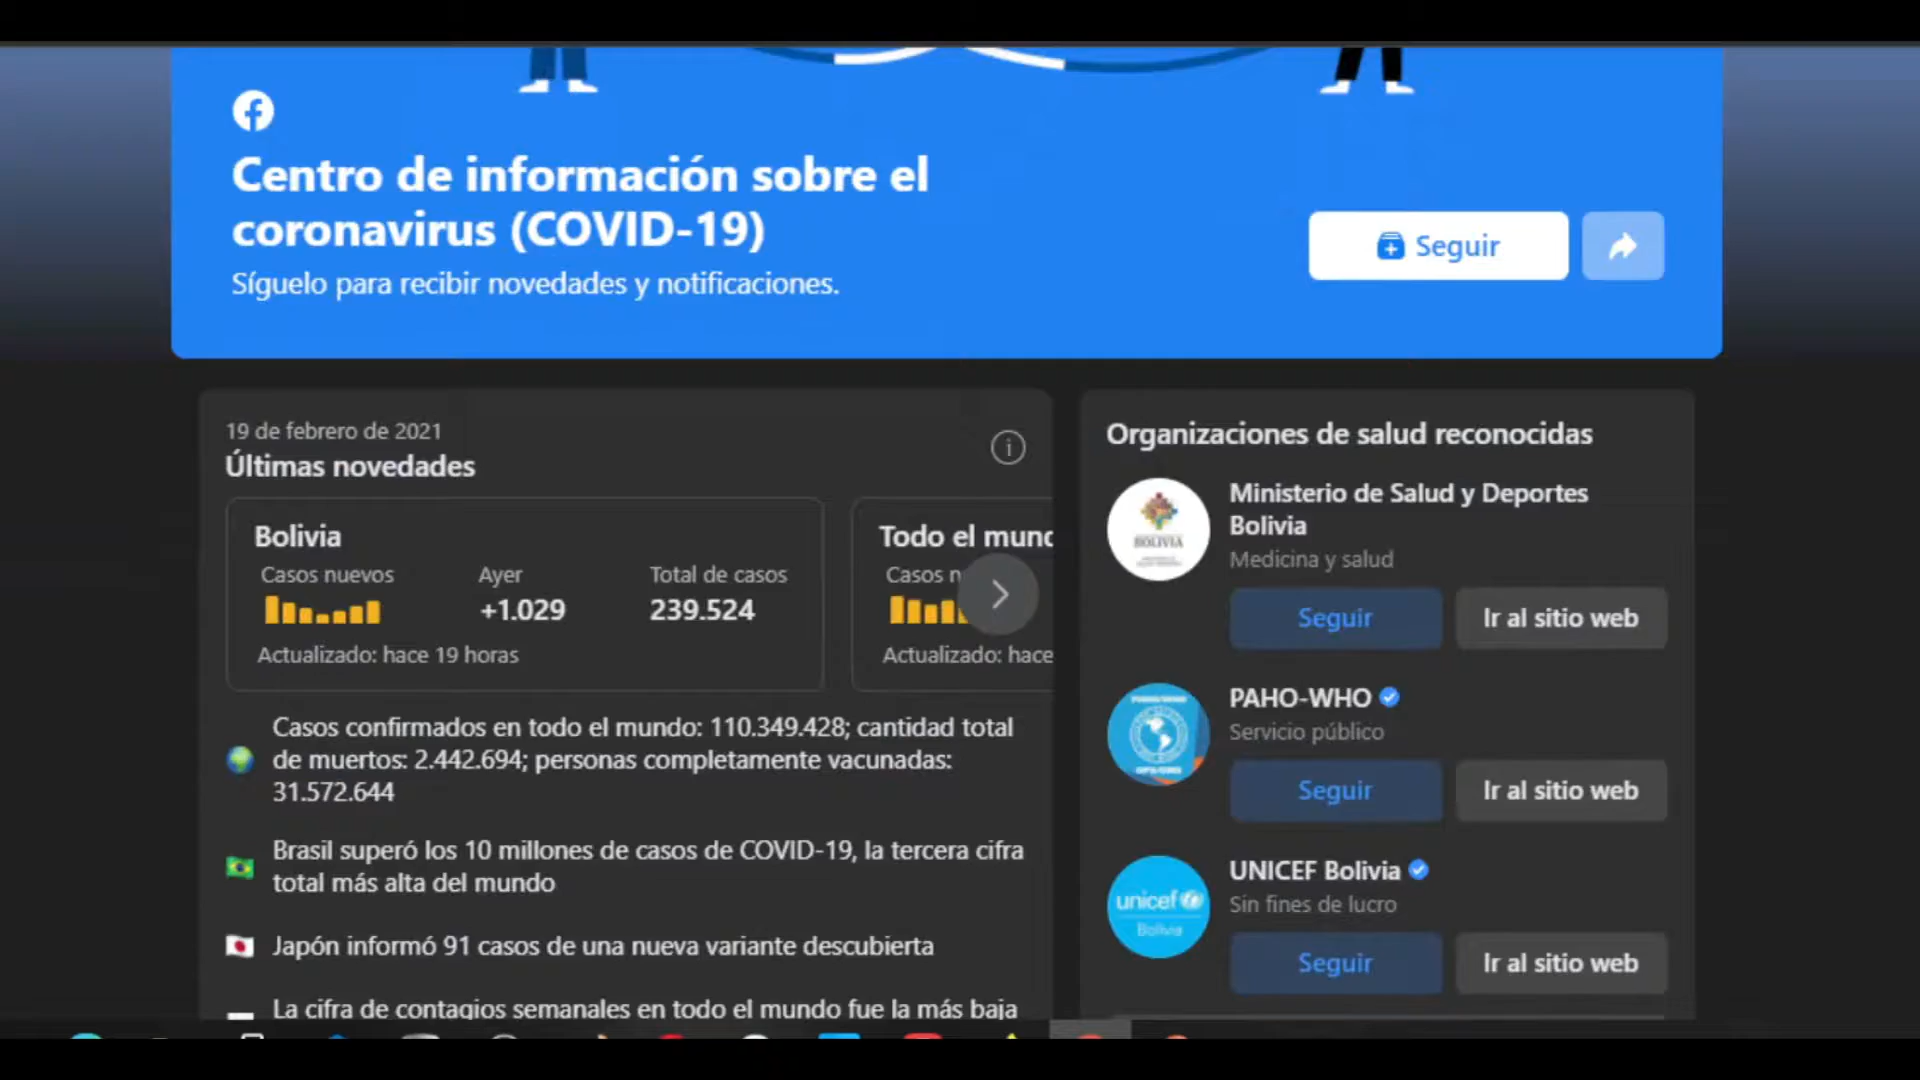 Centro de información sobre el
coronavirus (COVID-19)
Síguelo para recibir novedades y notificaciones.
Seguir
19 de febrero de 2021
Últimas novedades
Bolivia
Casos nuevos
Ayer
+1.029
Total de casos
239.524
Actualizado: hace 19 horas
Todo el
Casos
Actualizado: hace
Casos confirmados en todo el mundo: 110.349.428; cantidad total
de muertos: 2.442.694; personas completamente vacunadas:
31.572.644
Brasil superó los 10 millones de casos de COVID-19, la tercera cifra
total más alta del mundo
Japón informó 91 casos de una nueva variante descubierta
La cifra de contagios semanales en todo el mundo fue la más baja
Organizaciones de salud reconocidas
BOLIVIA
Ministerio de Salud y Deportes
Bolivia
Medicina y salud
Seguir
Ir al sitio web
PAHO-WHO
Servicio público
Seguir
Ir al sitio web
unicef
Bolivia
UNICEF Bolivia
Sin fines de lucro
Seguir
Ir al sitio web